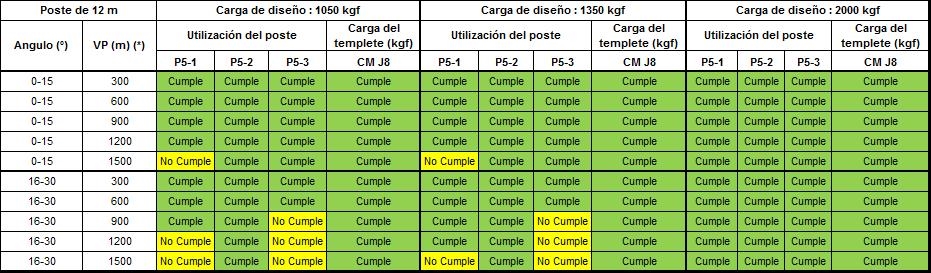 Poste de 12 m Carga de diseño : 1050 kgf Carga de diseño : 1350 kgf Carga de diseño : 2000 kgf
Angulo (°) VP (m) (*) Utilización del poste Carga del templete (kgf) Utilización del poste Carga del templete (kgf) Utilización del poste Carga del templete (kgf)
P5-1 P5-2 P5-3 CM J8 P5-1 P5-2 P5-3 CM J8 P5-1 P5-2 P5-3 CM J8
0-15 300 Cumple Cumple Cumple Cumple Cumple Cumple Cumple Cumple Cumple Cumple Cumple Cumple
0-15 600 Cumple Cumple Cumple Cumple Cumple Cumple Cumple Cumple Cumple Cumple Cumple Cumple
0-15 900 Cumple Cumple Cumple Cumple Cumple Cumple Cumple Cumple Cumple Cumple Cumple Cumple
0-15 1200 Cumple Cumple Cumple Cumple Cumple Cumple Cumple Cumple Cumple Cumple Cumple Cumple
0-15 1500 No Cumple Cumple Cumple Cumple No Cumple Cumple Cumple Cumple Cumple Cumple Cumple Cumple
16-30 300 Cumple Cumple Cumple Cumple Cumple Cumple Cumple Cumple Cumple Cumple Cumple Cumple
16-30 600 Cumple Cumple Cumple Cumple Cumple Cumple Cumple Cumple Cumple Cumple Cumple Cumple
16-30 900 Cumple Cumple No Cumple Cumple Cumple Cumple No Cumple Cumple Cumple Cumple Cumple Cumple
16-30 1200 No Cumple Cumple No Cumple Cumple Cumple Cumple No Cumple Cumple Cumple Cumple Cumple Cumple
16-30 1500 No Cumple Cumple No Cumple Cumple No Cumple Cumple No Cumple Cumple Cumple Cumple Cumple Cumple